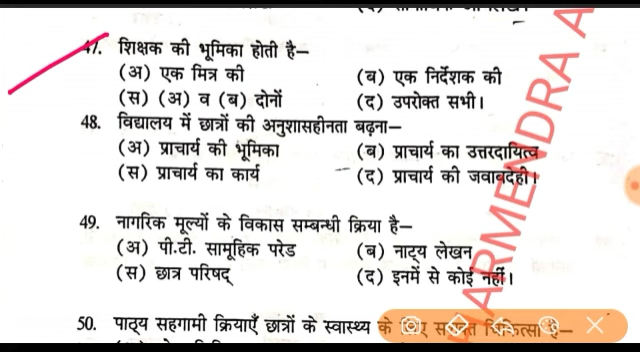 47. शिक्षक की भूमिका होती है–
(अ) एक मित्र की (ब) एक निर्देशक की
(स) (अ) व (ब) दोनों (द) उपरोक्त सभी।
48. विद्यालय में छात्रों की अनुशासहीनता बढ़ना–
(अ) प्राचार्य की भूमिका (ब) प्राचार्य का उत्तरदायित्व
(स) प्राचार्य का कार्य (द) प्राचार्य की जवाबदेही।
49. नागरिक मूल्यों के विकास सम्बन्धी क्रिया है–
(अ) पी.टी. सामूहिक परेड (ब) नाट्य लेखन
(स) छात्र परिषद् (द) इनमें से कोई नहीं।
50. पाठ्य सहगामी क्रियाएँ छात्रों के स्वास्थ्य के लिए चिकित्सा है–
ARMENDRA A